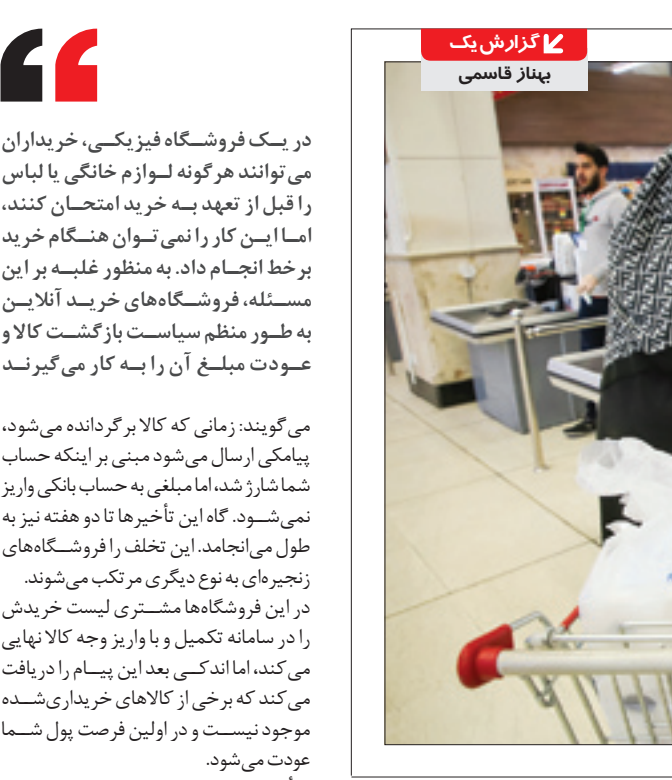 گزارش یک
بهناز قاسمی
در یک فروشگاه فیزیکی، خریداران
می‌توانند هرگونه لوازم خانگی یا لباس
را قبل از تعهد به خرید امتحان کنند،
اما این کار را نمی‌توان هنگام خرید
برخط انجام داد. به منظور غلبه بر این
مسئله، فروشگاه‌های خرید آنلاین
به طور منظم سیاست بازگشت کالا و
عودت مبلغ آن را به کار می‌گیرند
می‌گویند: زمانی که کالا برگردانده می‌شود،
پیامکی ارسال می‌شود مبنی بر اینکه حساب
شما شارژ شد، اما مبلغی به حساب بانکی واریز
نمی‌شود. گاه این تأخیرها تا دو هفته نیز به
طول می‌انجامد. این تخلف را فروشگاه‌های
زنجیره‌ای به نوع دیگری مرتکب می‌شوند.
در این فروشگاه‌ها مشتری لیست خریدش
را در سامانه تکمیل و با واریز وجه کالا نهایی
می‌کند، اما اندکی بعد این پیام را دریافت
می‌کند که برخی از کالاهای خریداری‌شده
موجود نیست و در اولین فرصت پول شما
عودت می‌شود.